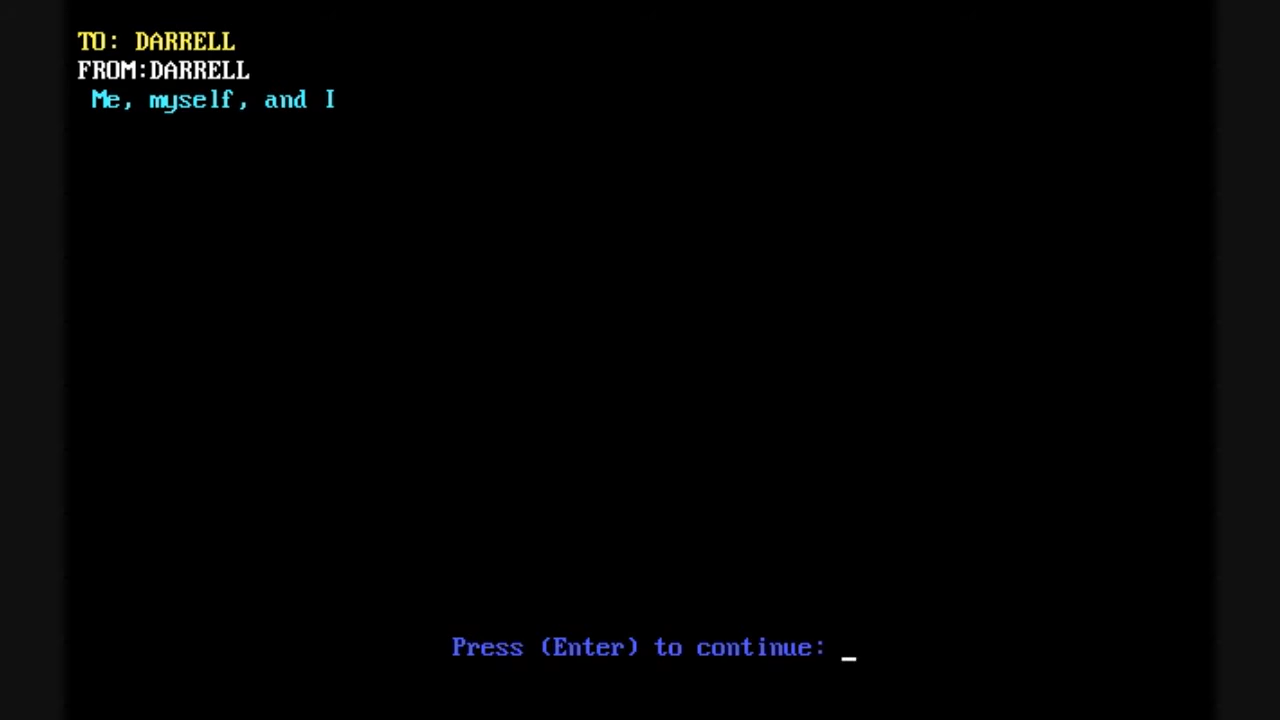 TO: DARRELL
FROM:DARRELL
Me, myself, and I
Press (Enter) to continue: _